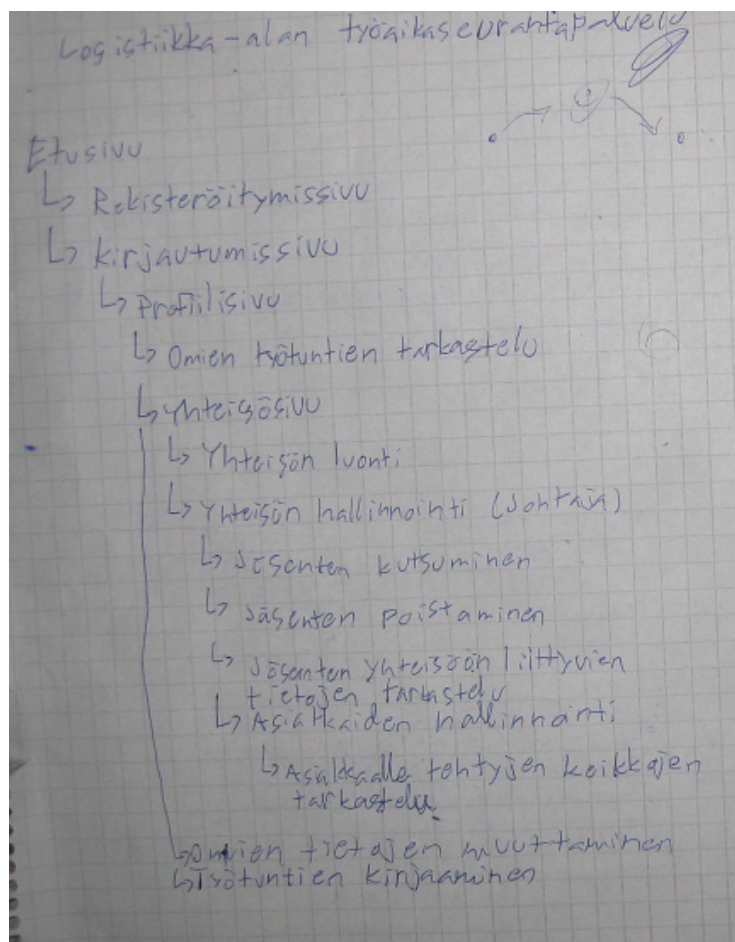 Logistiikka-alan työaikaseurantapalvelu
Etusivu
↳ Rekisteröitymissivu
↳ Kirjautumissivu
↳ Profiilisivu
↳ Omien työtuntien tarkastelu
↳ Yhteisösivu
↳ Yhteisön luonti
↳ Yhteisön hallinnointi (Johtaja)
↳ Jäsenten kutsuminen
↳ Jäsenten poistaminen
↳ Jäsenten yhteisöön liittyvien
tietojen tarkastelu
↳ Asiakkaiden hallinnointi
↳ Asiakkaalle tehtyjen keikkojen
tarkastelu
↳ Omien tietojen muuttaminen
↳ Työtuntien kirjaaminen